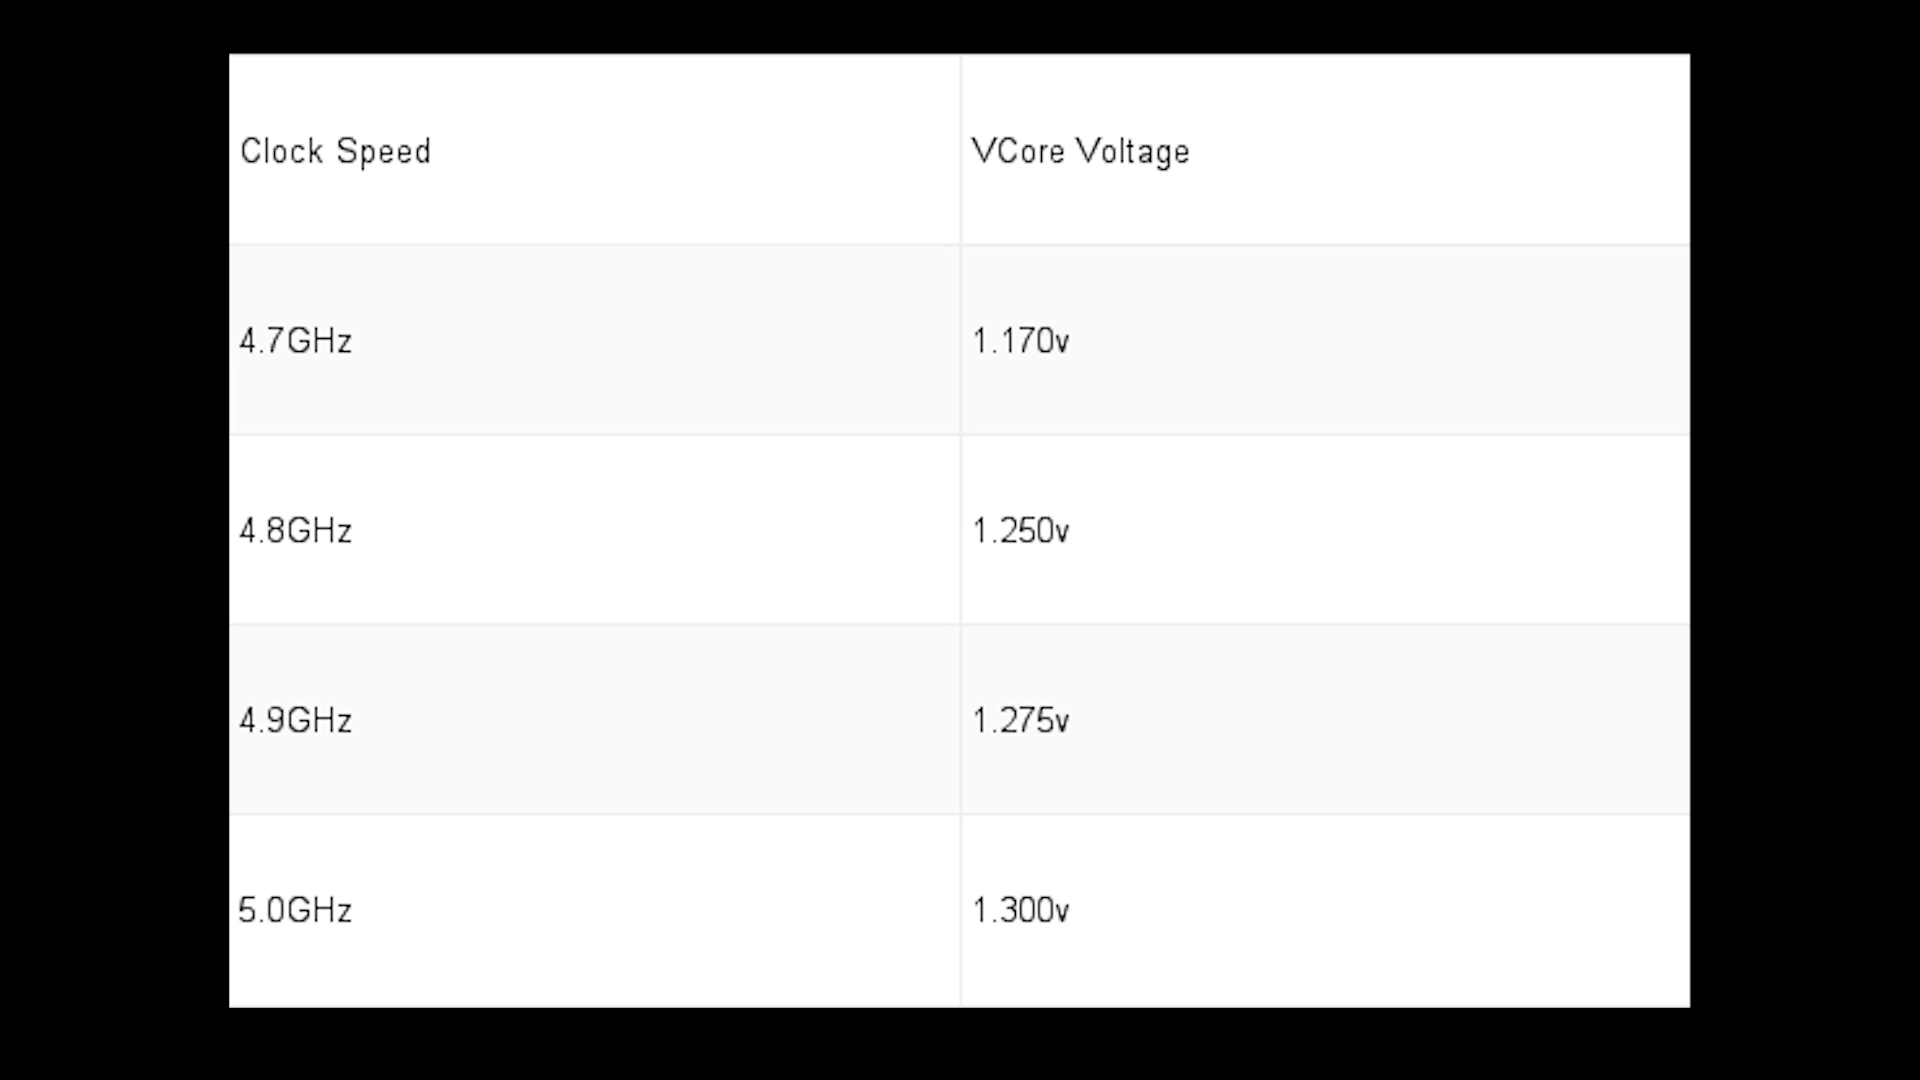 Clock Speed VCore Voltage
4.7GHz 1.170v
4.8GHz 1.250v
4.9GHz 1.275v
5.0GHz 1.300v